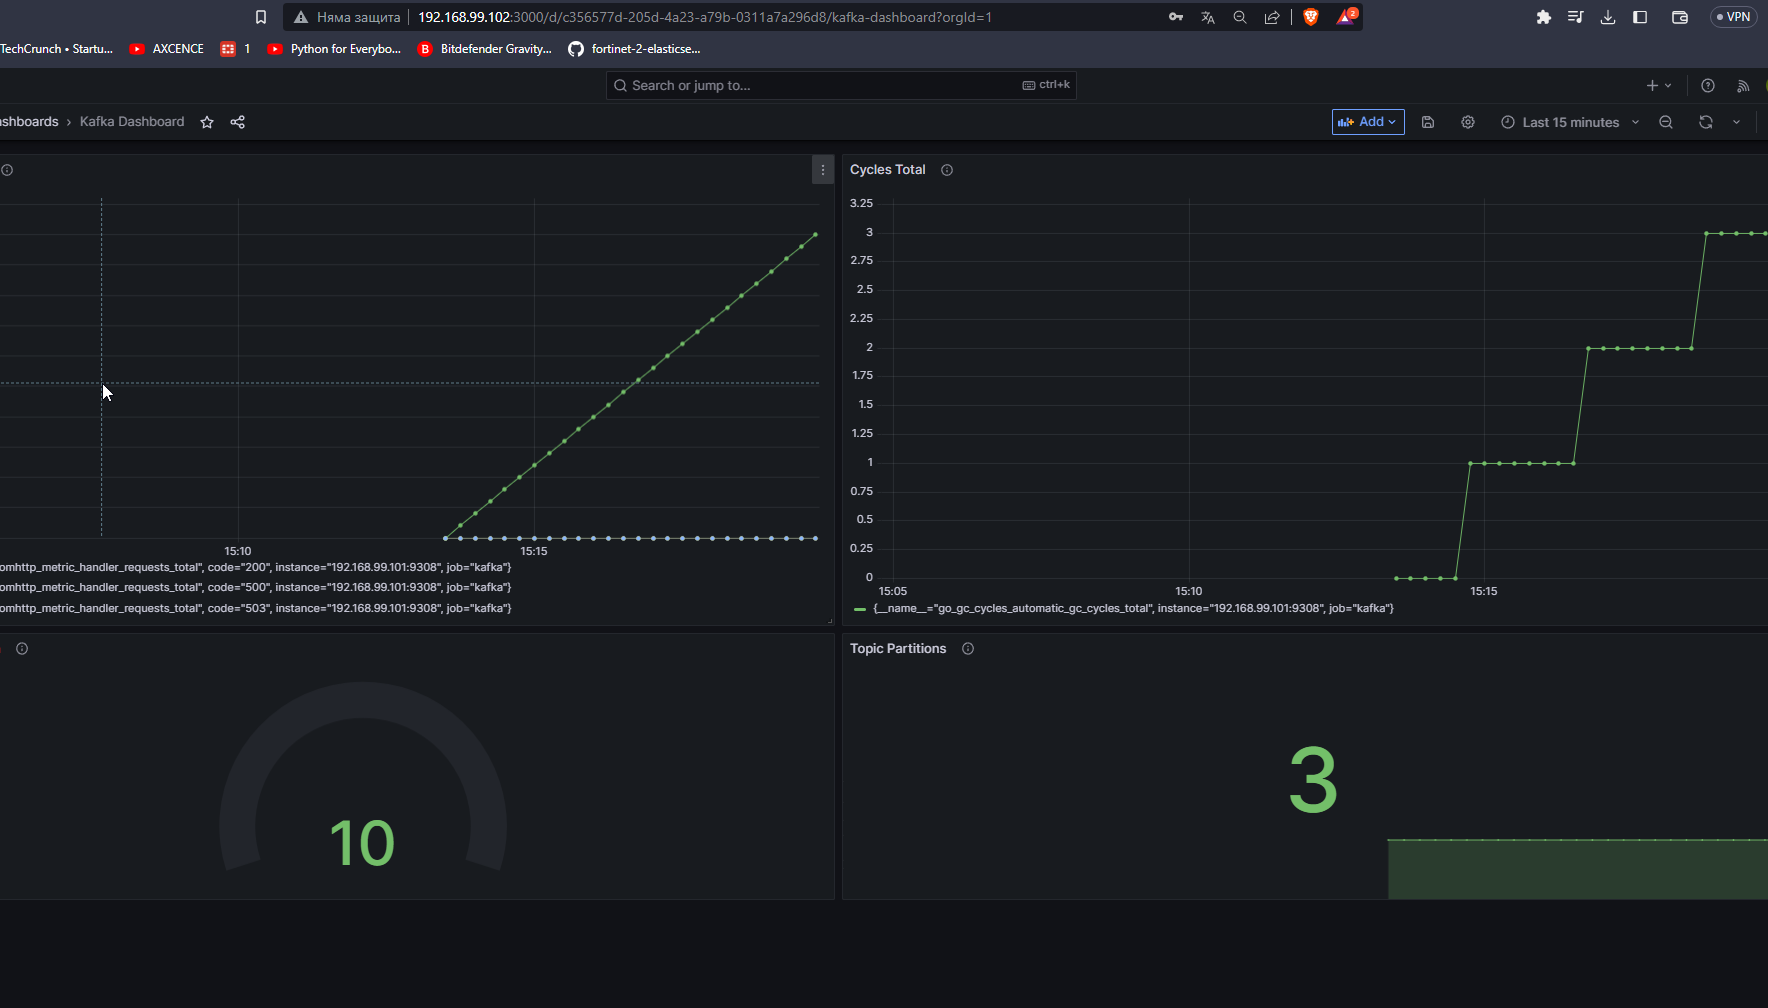 Няма защита 192.168.99.102:3000/d/c356577d-205d-4a23-a79b-0311a7a296d8/kafka-dashboard?orgId=1 2 VPN
TechCrunch • Startu... AXCENCE 1 Python for Everybo... Bitdefender Gravity... fortinet-2-elasticse...
Search or jump to... ctrl+k
shboards › Kafka Dashboard Add Last 15 minutes
Cycles Total
3.25
3
2.75
2.5
2.25
2
1.75
1.5
1.25
1
0.75
0.5
0.25
0
15:10 15:15
15:05 15:10 15:15
omhttp_metric_handler_requests_total", code="200", instance="192.168.99.101:9308", job="kafka"}
omhttp_metric_handler_requests_total", code="500", instance="192.168.99.101:9308", job="kafka"}
omhttp_metric_handler_requests_total", code="503", instance="192.168.99.101:9308", job="kafka"}
{__name__="go_gc_cycles_automatic_gc_cycles_total", instance="192.168.99.101:9308", job="kafka"}
10
Topic Partitions
3